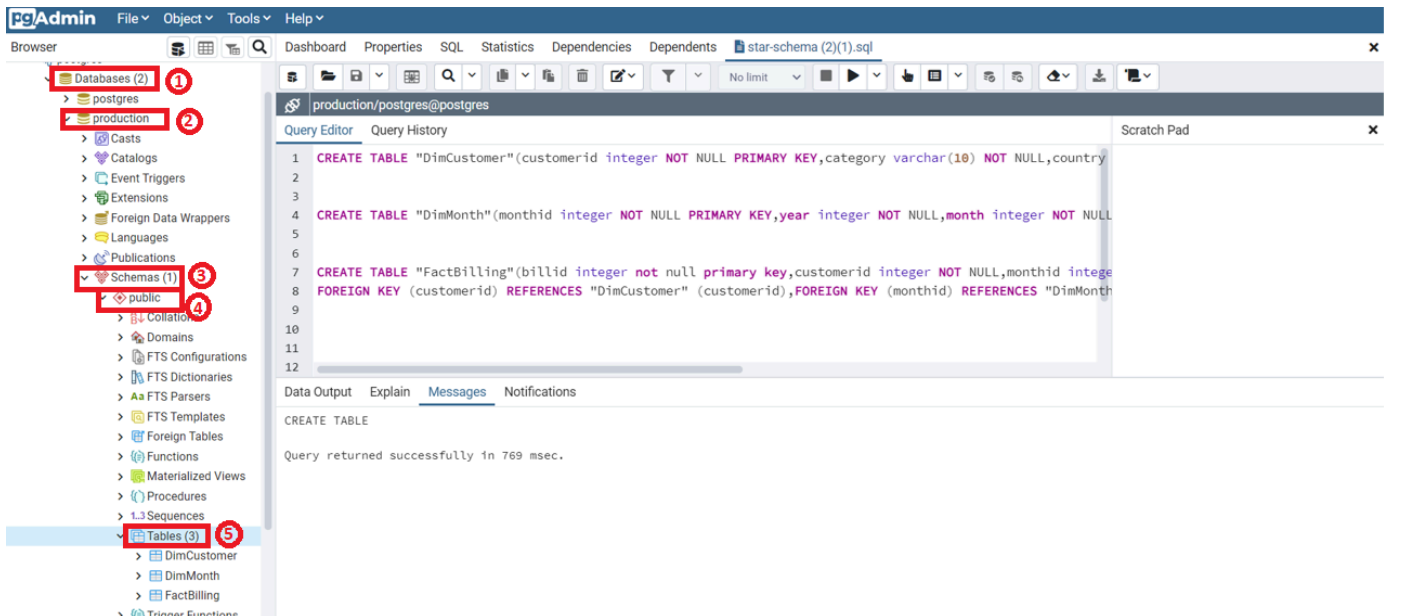 pgAdmin File Object Tools Help
Browser
Dashboard Properties SQL Statistics Dependencies Dependents star-schema (2)(1).sql
postgres
Databases (2)
1
postgres
production
2
Casts
Catalogs
Event Triggers
Extensions
Foreign Data Wrappers
Languages
Publications
Schemas (1)
3
public
4
Collations
Domains
FTS Configurations
FTS Dictionaries
Aa FTS Parsers
FTS Templates
Foreign Tables
Functions
Materialized Views
Procedures
1..3 Sequences
Tables (3)
5
DimCustomer
DimMonth
FactBilling
Trigger Functions
No limit
production/postgres@postgres
Query Editor Query History
Scratch Pad
1 CREATE TABLE "DimCustomer"(customerid integer NOT NULL PRIMARY KEY,category varchar(10) NOT NULL,country
2
3
4 CREATE TABLE "DimMonth"(monthid integer NOT NULL PRIMARY KEY,year integer NOT NULL,month integer NOT NULL
5
6
7 CREATE TABLE "FactBilling"(billid integer not null primary key,customerid integer NOT NULL,monthid intege
8 FOREIGN KEY (customerid) REFERENCES "DimCustomer" (customerid),FOREIGN KEY (monthid) REFERENCES "DimMonth
9
10
11
12
Data Output Explain Messages Notifications
CREATE TABLE
Query returned successfully in 769 msec.